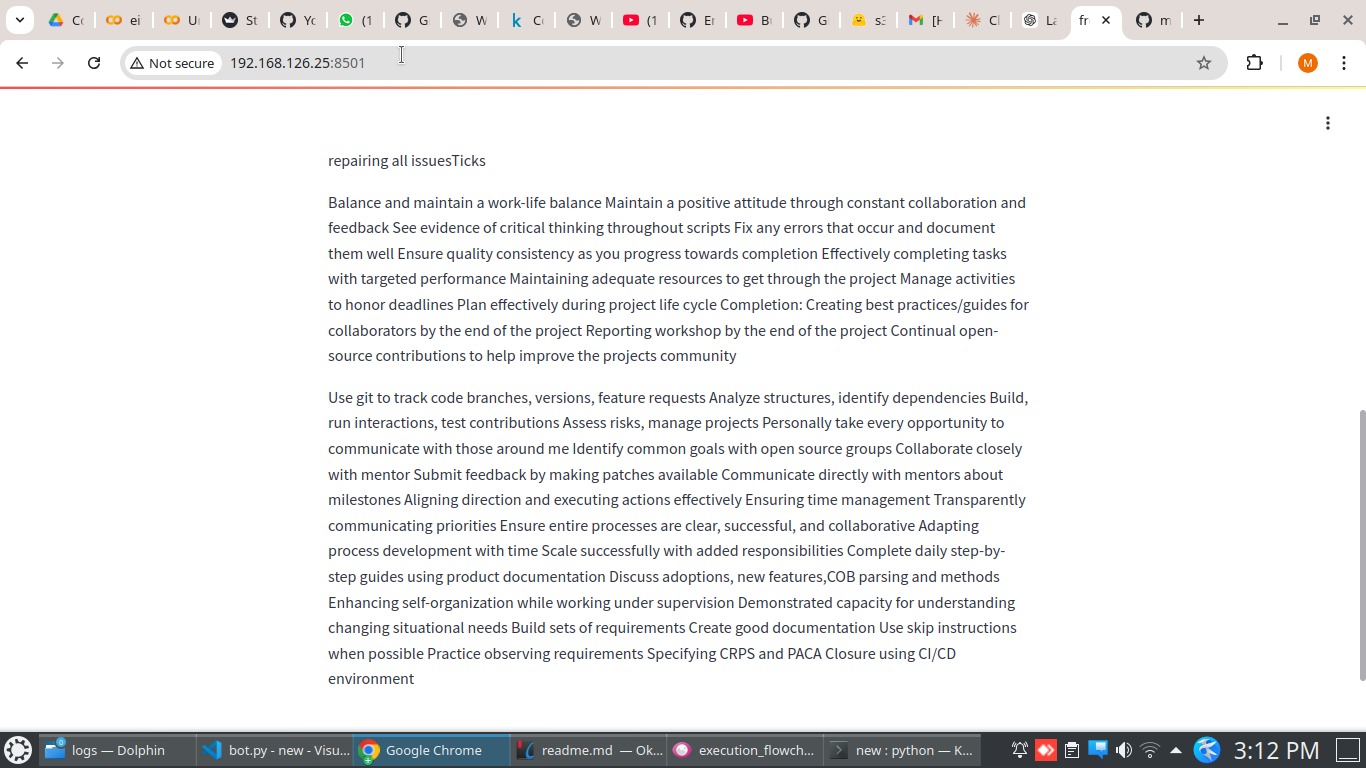 Cc
ei
Un
St
Yo
(1
G
W
Co
W
(1
Er
Bu
G
s3
[H
Cl
La
fr
m
Not secure
192.168.126.25:8501
M
repairing all issuesTicks
Balance and maintain a work-life balance Maintain a positive attitude through constant collaboration and
feedback See evidence of critical thinking throughout scripts Fix any errors that occur and document
them well Ensure quality consistency as you progress towards completion Effectively completing tasks
with targeted performance Maintaining adequate resources to get through the project Manage activities
to honor deadlines Plan effectively during project life cycle Completion: Creating best practices/guides for
collaborators by the end of the project Reporting workshop by the end of the project Continual open-
source contributions to help improve the projects community
Use git to track code branches, versions, feature requests Analyze structures, identify dependencies Build,
run interactions, test contributions Assess risks, manage projects Personally take every opportunity to
communicate with those around me Identify common goals with open source groups Collaborate closely
with mentor Submit feedback by making patches available Communicate directly with mentors about
milestones Aligning direction and executing actions effectively Ensuring time management Transparently
communicating priorities Ensure entire processes are clear, successful, and collaborative Adapting
process development with time Scale successfully with added responsibilities Complete daily step-by-
step guides using product documentation Discuss adoptions, new features,COB parsing and methods
Enhancing self-organization while working under supervision Demonstrated capacity for understanding
changing situational needs Build sets of requirements Create good documentation Use skip instructions
when possible Practice observing requirements Specifying CRPS and PACA Closure using CI/CD
environment
logs — Dolphin
bot.py - new - Visu...
Google Chrome
readme.md — Ok...
execution_flowch...
new : python — K...
3:12 PM